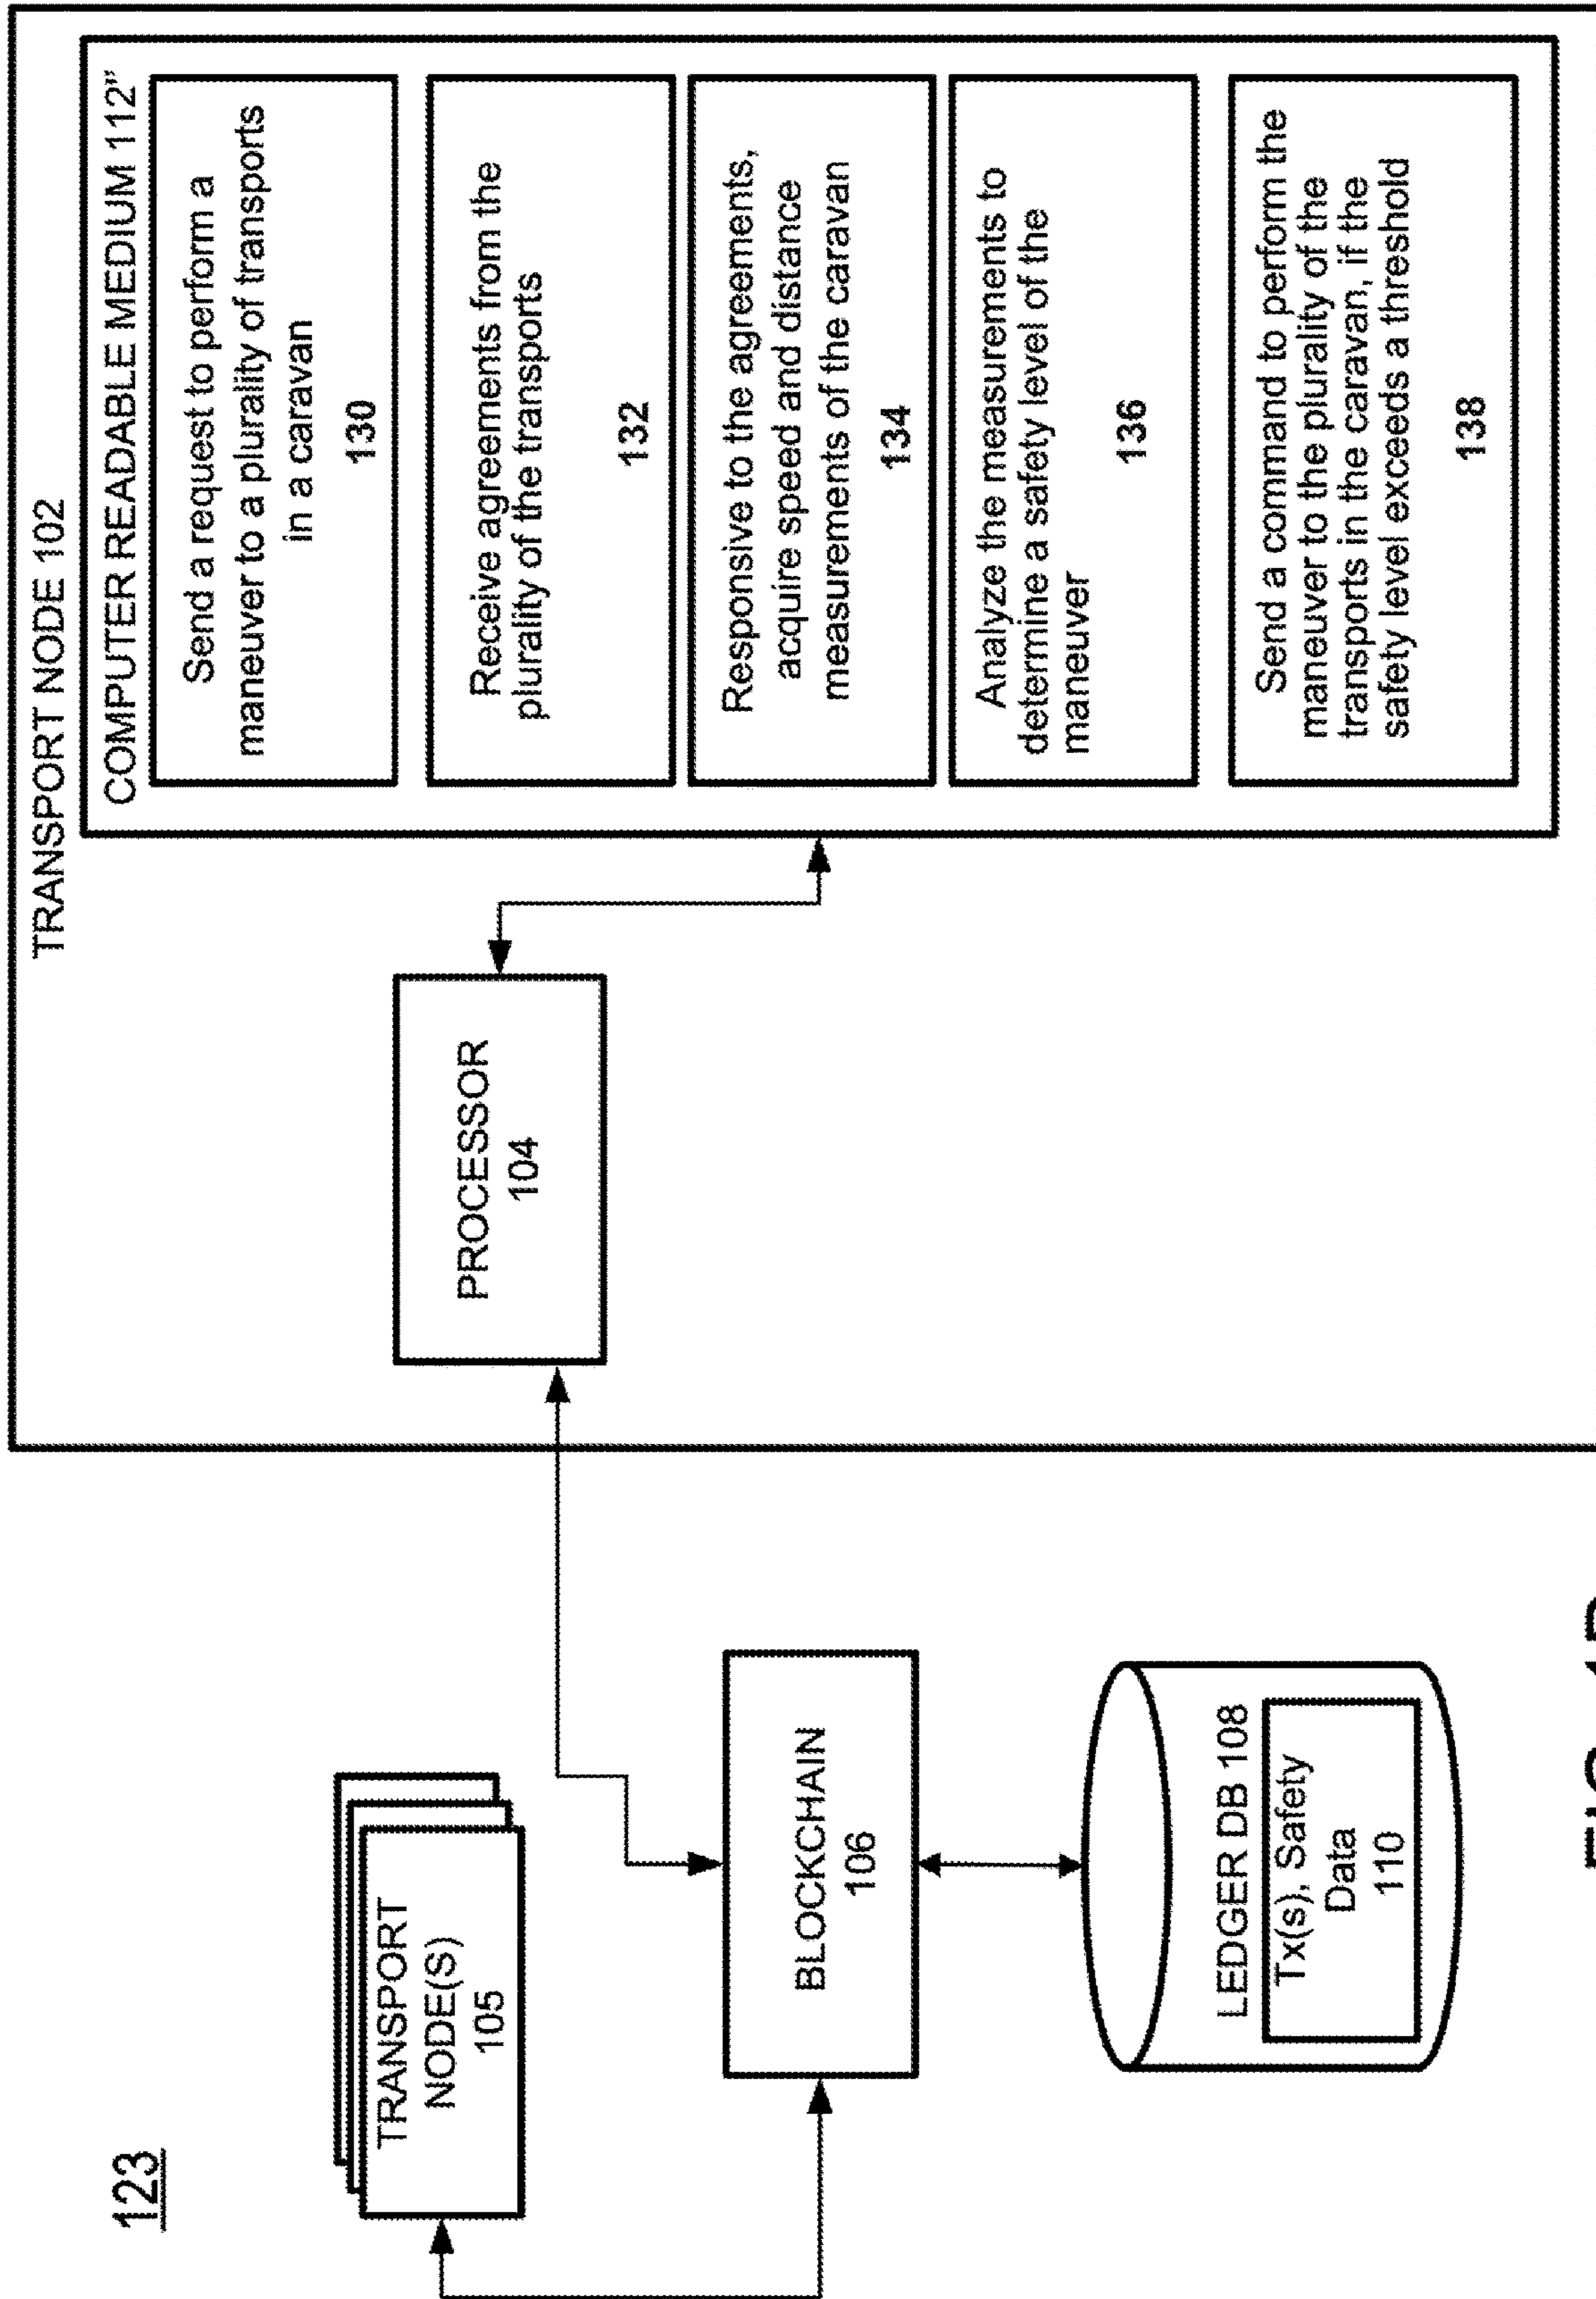 123
TRANSPORT NODE 102
COMPUTER READABLE MEDIUM 112”
Send a request to perform a
maneuver to a plurality of transports
in a caravan
130
Receive agreements from the
plurality of the transports
132
Responsive to the agreements,
acquire speed and distance
measurements of the caravan
134
Analyze the measurements to
determine a safety level of the
maneuver
136
Send a command to perform the
maneuver to the plurality of the
transports in the caravan, if the
safety level exceeds a threshold
138
PROCESSOR
104
TRANSPORT
NODE(S)
105
BLOCKCHAIN
106
LEDGER DB 108
Tx(s), Safety
Data
110
FIG